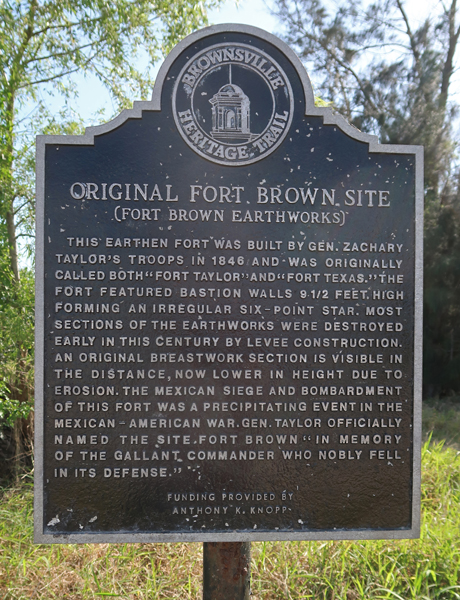 BROWNSVILLE
HERITAGE TRAIL
ORIGINAL FORT BROWN SITE
(FORT BROWN EARTHWORKS)
THIS EARTHEN FORT WAS BUILT BY GEN. ZACHARY
TAYLOR'S TROOPS IN 1846 AND WAS ORIGINALLY
CALLED BOTH "FORT TAYLOR" AND "FORT TEXAS." THE
FORT FEATURED BASTION WALLS 9 1/2 FEET HIGH
FORMING AN IRREGULAR SIX-POINT STAR. MOST
SECTIONS OF THE EARTHWORKS WERE DESTROYED
EARLY IN THIS CENTURY BY LEVEE CONSTRUCTION.
AN ORIGINAL BREASTWORK SECTION IS VISIBLE IN
THE DISTANCE, NOW LOWER IN HEIGHT DUE TO
EROSION. THE MEXICAN SIEGE AND BOMBARDMENT
OF THIS FORT WAS A PRECIPITATING EVENT IN THE
MEXICAN-AMERICAN WAR. GEN. TAYLOR OFFICIALLY
NAMED THE SITE FORT BROWN "IN MEMORY
OF THE GALLANT COMMANDER WHO NOBLY FELL
IN ITS DEFENSE."
FUNDING PROVIDED BY
ANTHONY K. KNOPP